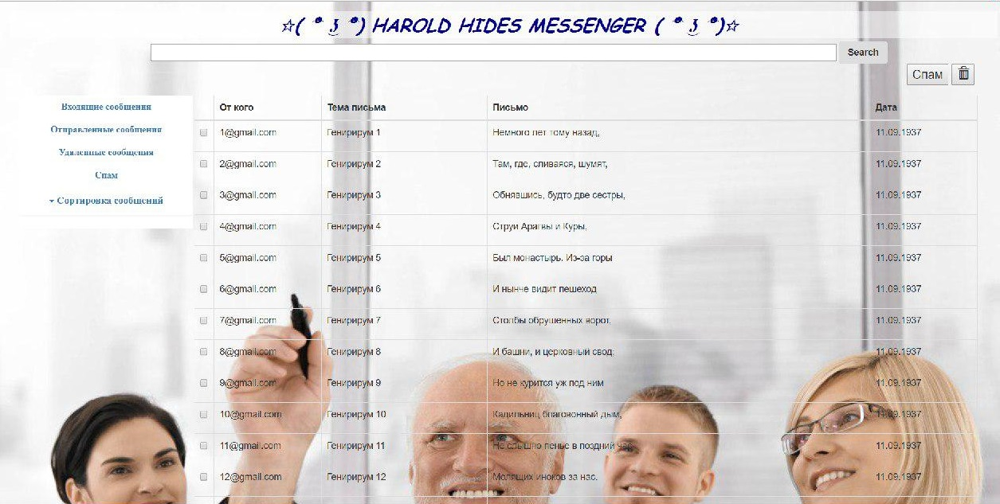 ☆( ͡° ͜ʖ ͡°) HAROLD HIDES MESSENGER ( ͡° ͜ʖ ͡°)☆
Search
Спам
Входящие сообщения
Отправленные сообщения
Удаленные сообщения
Спам
Сортировка сообщений
От кого Тема письма Письмо Дата
1@gmail.com Генирирум 1 Немного лет тому назад, 11.09.1937
2@gmail.com Генирирум 2 Там, где, сливаяся, шумят, 11.09.1937
3@gmail.com Генирирум 3 Обнявшись, будто две сестры, 11.09.1937
4@gmail.com Генирирум 4 Струи Арагвы и Куры, 11.09.1937
5@gmail.com Генирирум 5 Был монастырь. Из-за горы 11.09.1937
6@gmail.com Генирирум 6 И нынче видит пешеход 11.09.1937
7@gmail.com Генирирум 7 Столбы обрушенных ворот, 11.09.1937
8@gmail.com Генирирум 8 И башни, и церковный свод; 11.09.1937
9@gmail.com Генирирум 9 Но не курится уж под ним 11.09.1937
10@gmail.com Генирирум 10 Кадильниц благовонный дым, 11.09.1937
11@gmail.com Генирирум 11 Не слышно пенье в поздний час 11.09.1937
12@gmail.com Генирирум 12 Молящих иноков за нас. 11.09.1937